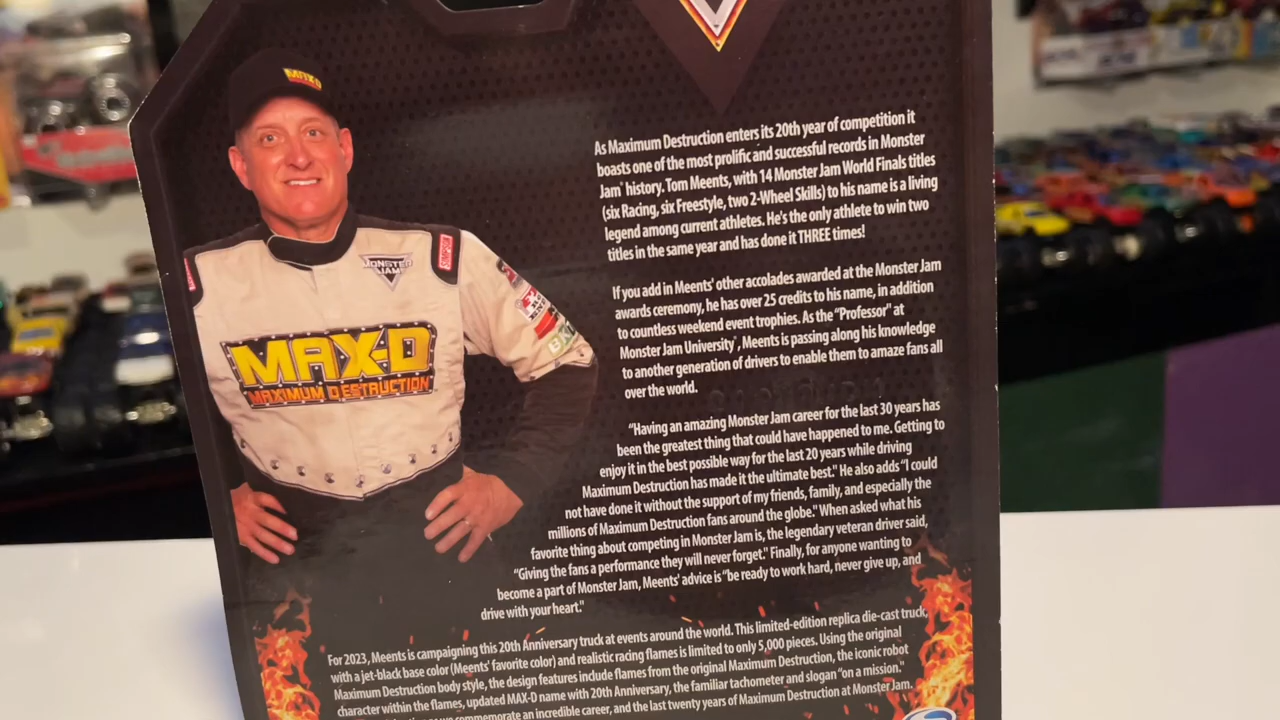 MAX-D
As Maximum Destruction enters its 20th year of competition it
boasts one of the most prolific and successful records in Monster
Jam® history. Tom Meents, with 14 Monster Jam World Finals titles
(six Racing, six Freestyle, two 2-Wheel Skills) to his name is a living
legend among current athletes. He's the only athlete to win two
titles in the same year and has done it THREE times!
SIMPSON
MONSTER
JAM
MAX-D
MAXIMUM DESTRUCTION
If you add in Meents' other accolades awarded at the Monster Jam
awards ceremony, he has over 25 credits to his name, in addition
to countless weekend event trophies. As the "Professor" at
Monster Jam University®, Meents is passing along his knowledge
to another generation of drivers to enable them to amaze fans all
over the world.
"Having an amazing Monster Jam career for the last 30 years has
been the greatest thing that could have happened to me. Getting to
enjoy it in the best possible way for the last 20 years while driving
Maximum Destruction has made it the ultimate best." He also adds "I could
not have done it without the support of my friends, family, and especially the
millions of Maximum Destruction fans around the globe." When asked what his
favorite thing about competing in Monster Jam is, the legendary veteran driver said,
"Giving the fans a performance they will never forget." Finally, for anyone wanting to
become a part of Monster Jam, Meents' advice is "be ready to work hard, never give up, and
drive with your heart."
For 2023, Meents is campaigning this 20th Anniversary truck at events around the world. This limited-edition replica die-cast truck,
with a jet-black base color (Meents' favorite color) and realistic racing flames is limited to only 5,000 pieces. Using the original
Maximum Destruction body style, the design features include flames from the original Maximum Destruction, the iconic robot
character within the flames, updated MAX-D name with 20th Anniversary, the familiar tachometer and slogan "on a mission."
we commemorate an incredible career, and the last twenty years of Maximum Destruction at Monster Jam.